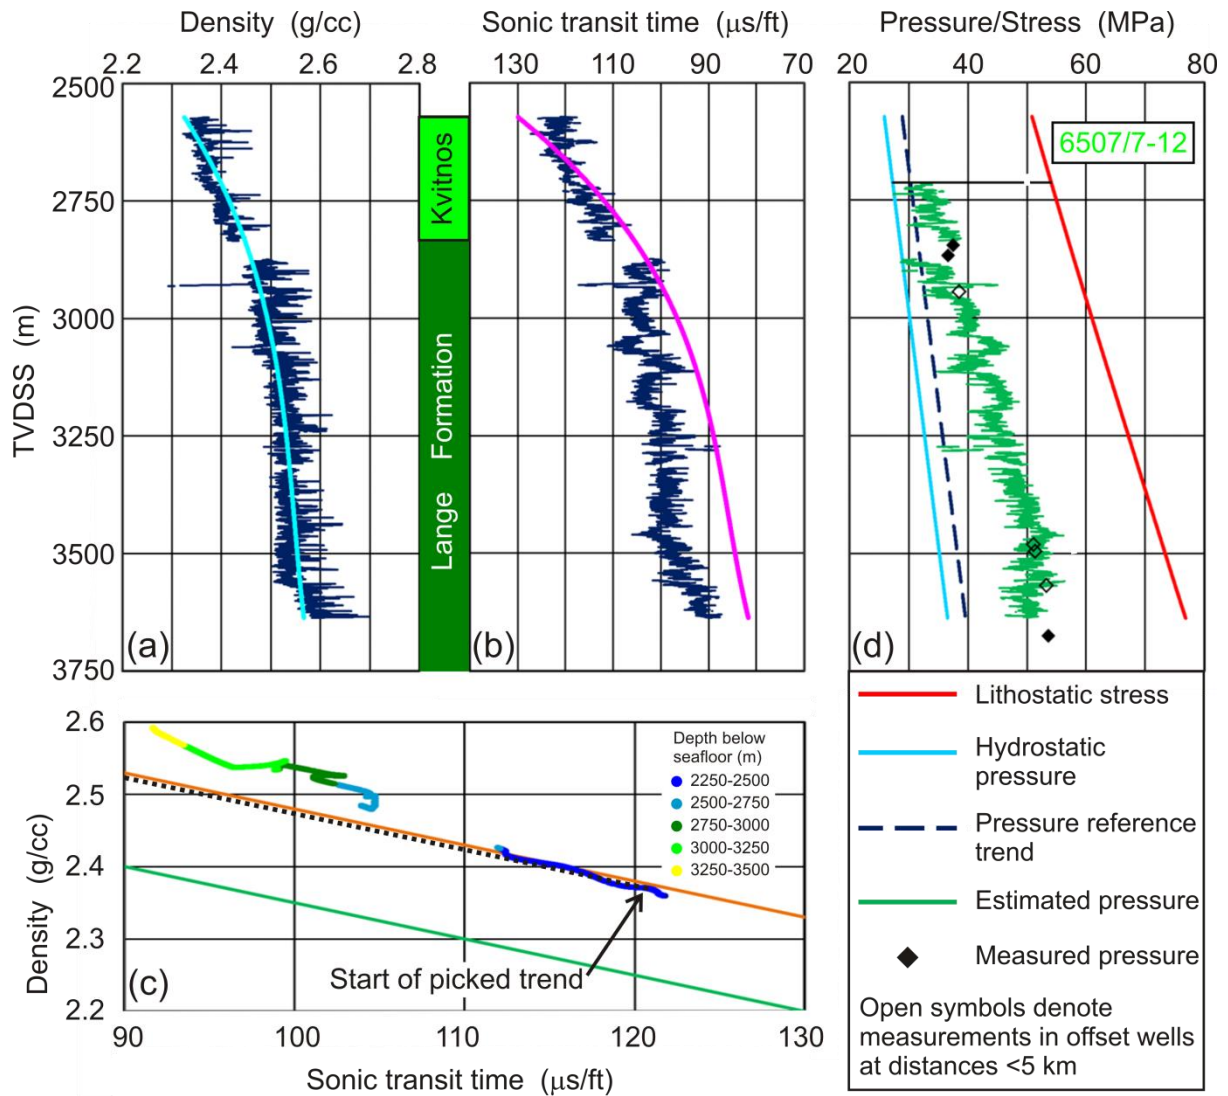 Density (g/cc)
Sonic transit time (μs/ft)
Pressure/Stress (MPa)
2.2 2.4 2.6 2.8
130 110 90 70
20 40 60 80
TVDSS (m)
2500
2750
3000
3250
3500
3750
Kvitnos
Lange Formation
6507/7-12
(a)
(b)
(d)
Density (g/cc)
2.6
2.5
2.4
2.3
2.2
Depth below
seafloor (m)
2250-2500
2500-2750
2750-3000
3000-3250
3250-3500
Start of picked trend
(c)
90 100 110 120 130
Sonic transit time (μs/ft)
Lithostatic stress
Hydrostatic
pressure
Pressure reference
trend
Estimated pressure
Measured pressure
Open symbols denote
measurements in offset wells
at distances <5 km